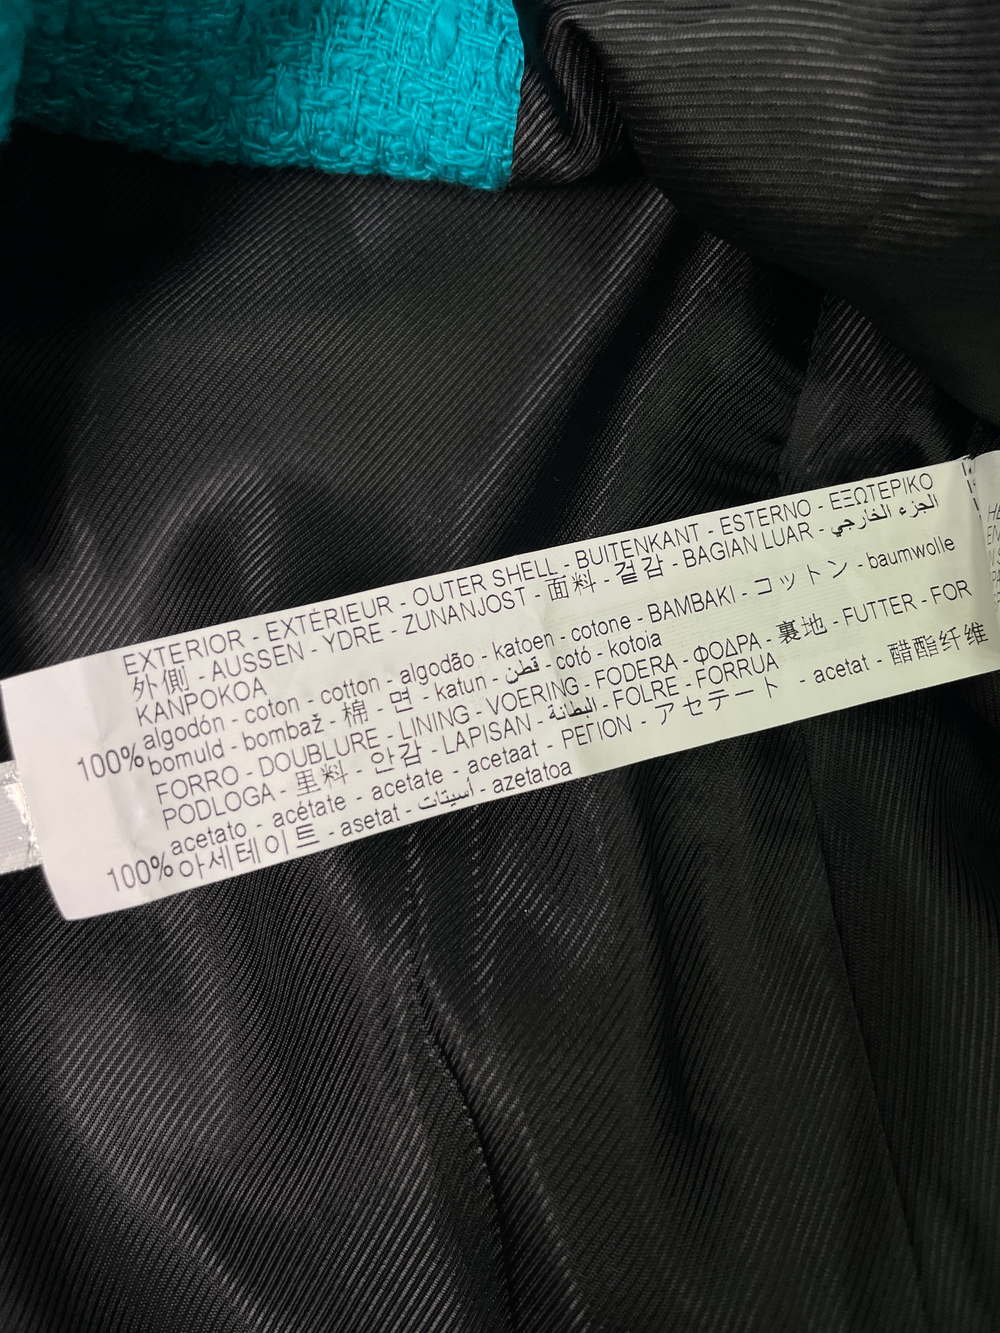 EXTERIOR - EXTÉRIEUR - OUTER SHELL - BUITENKANT - ESTERNO - ΕΞΩΤΕΡΙΚΟ
外側 - AUSSEN - YDRE - ZUNANJOST - 面料 - 겉감 - BAGIAN LUAR - الجزء الخارجي
KANPOKOA
100% algodón - coton - cotton - algodão - katoen - cotone - BAMBAKI - コットン - baumwolle
bomuld - bombaž - 棉 - 면 - katun - قطن - cotó - kotoia
FORRO - DOUBLURE - LINING - VOERING - FODERA - ΦΟΔΡΑ - 裏地 - FUTTER - FOR
PODLOGA - 里料 - 안감 - LAPISAN - البطانة - FOLRE - FORRUA
100% acetato - acétate - acetate - acetaat - ΡΕΓΙΟΝ - アセテート - acetat - 醋酯纤维
아세테이트 - asetat - أسيتات - azetatoa